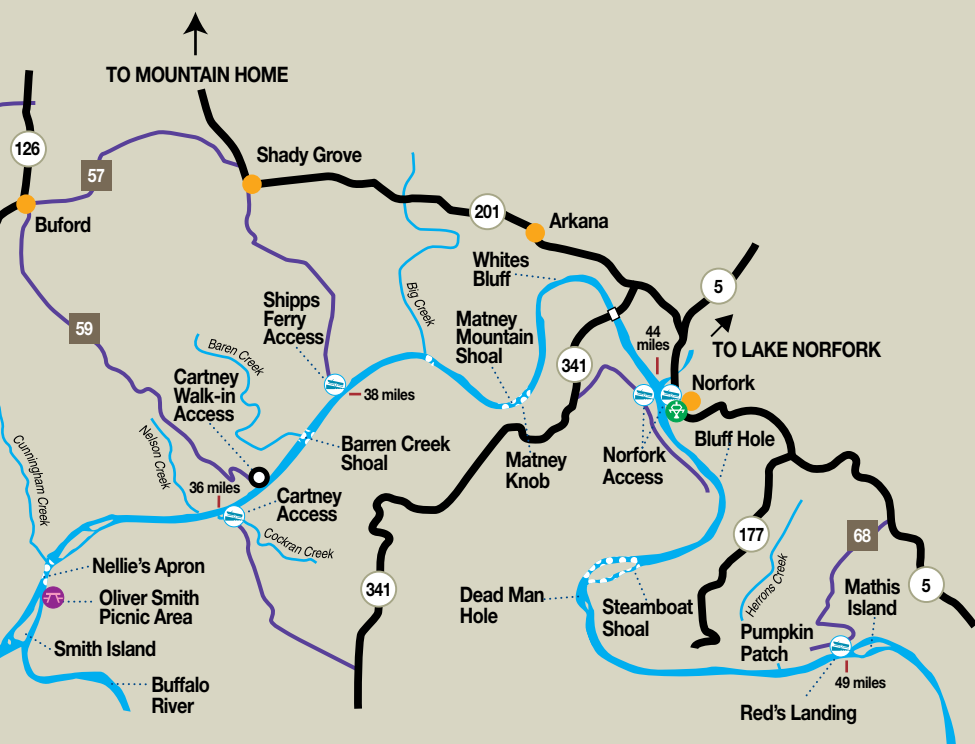 TO MOUNTAIN HOME
126
57
Shady Grove
Buford
201
Arkana
Whites
Bluff
5
Shipps
Ferry
Access
Big Creek
Matney
Mountain
Shoal
44
miles
TO LAKE NORFORK
59
Baren Creek
341
Cartney
Walk-in
Access
38 miles
Norfork
Nelson Creek
Barren Creek
Shoal
Bluff Hole
Cunningham Creek
Matney
Knob
Norfork
Access
36 miles
Cartney
Access
Cockran Creek
177
68
Nellie's Apron
341
Herrons Creek
5
Oliver Smith
Picnic Area
Dead Man
Hole
Steamboat
Shoal
Mathis
Island
Smith Island
Pumpkin
Patch
Buffalo
River
49 miles
Red's Landing